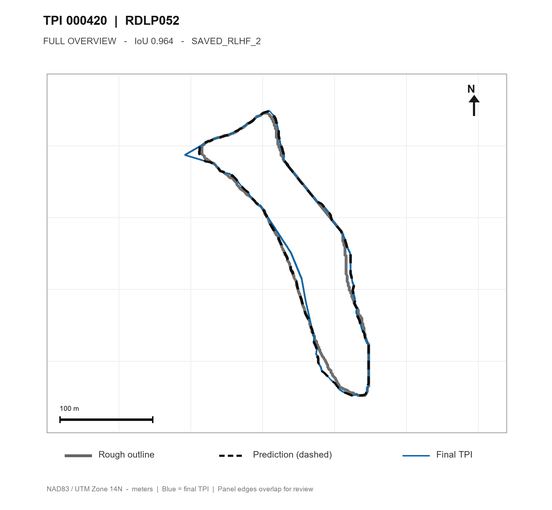 TPI 000420 | RDLP052
FULL OVERVIEW - IoU 0.964 - SAVED_RLHF_2
N
100 m
Rough outline
Prediction (dashed)
Final TPI
NAD83 / UTM Zone 14N - meters | Blue = final TPI | Panel edges overlap for review